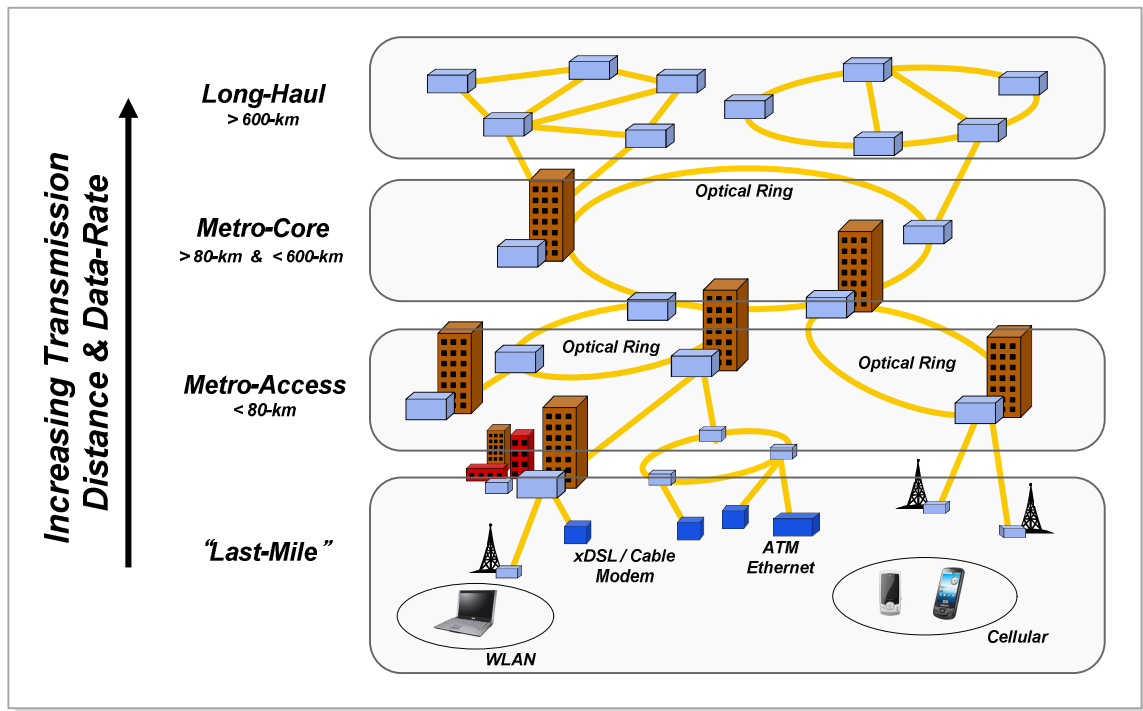 Increasing Transmission
Distance & Data-Rate
Long-Haul
> 600-km
Optical Ring
Metro-Core
> 80-km & < 600-km
Optical Ring
Optical Ring
Metro-Access
< 80-km
“Last-Mile”
xDSL / Cable
Modem
ATM
Ethernet
WLAN
Cellular